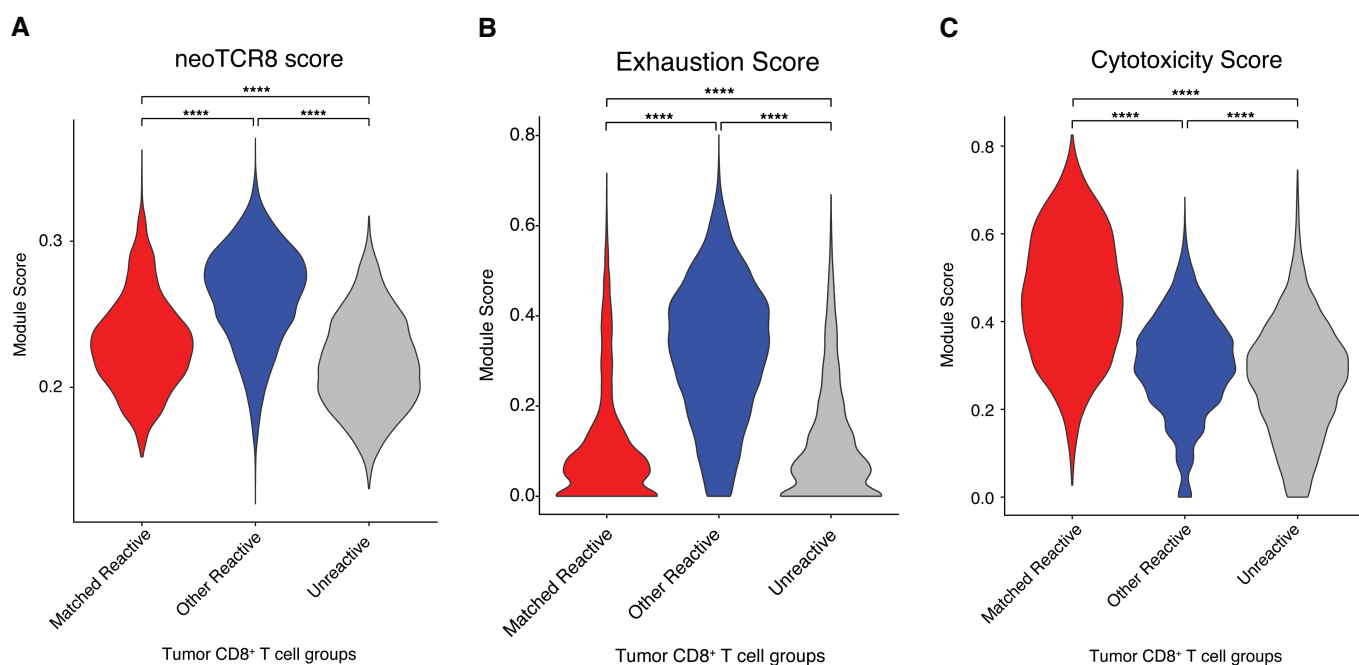 A
neoTCR8 score
****
****
****
Module Score
0.3
0.2
Matched Reactive
Other Reactive
Unreactive
Tumor CD8⁺ T cell groups
B
Exhaustion Score
****
****
****
Module Score
0.8
0.6
0.4
0.2
0.0
Matched Reactive
Other Reactive
Unreactive
Tumor CD8⁺ T cell groups
C
Cytotoxicity Score
****
****
****
Module Score
0.8
0.6
0.4
0.2
0.0
Matched Reactive
Other Reactive
Unreactive
Tumor CD8⁺ T cell groups